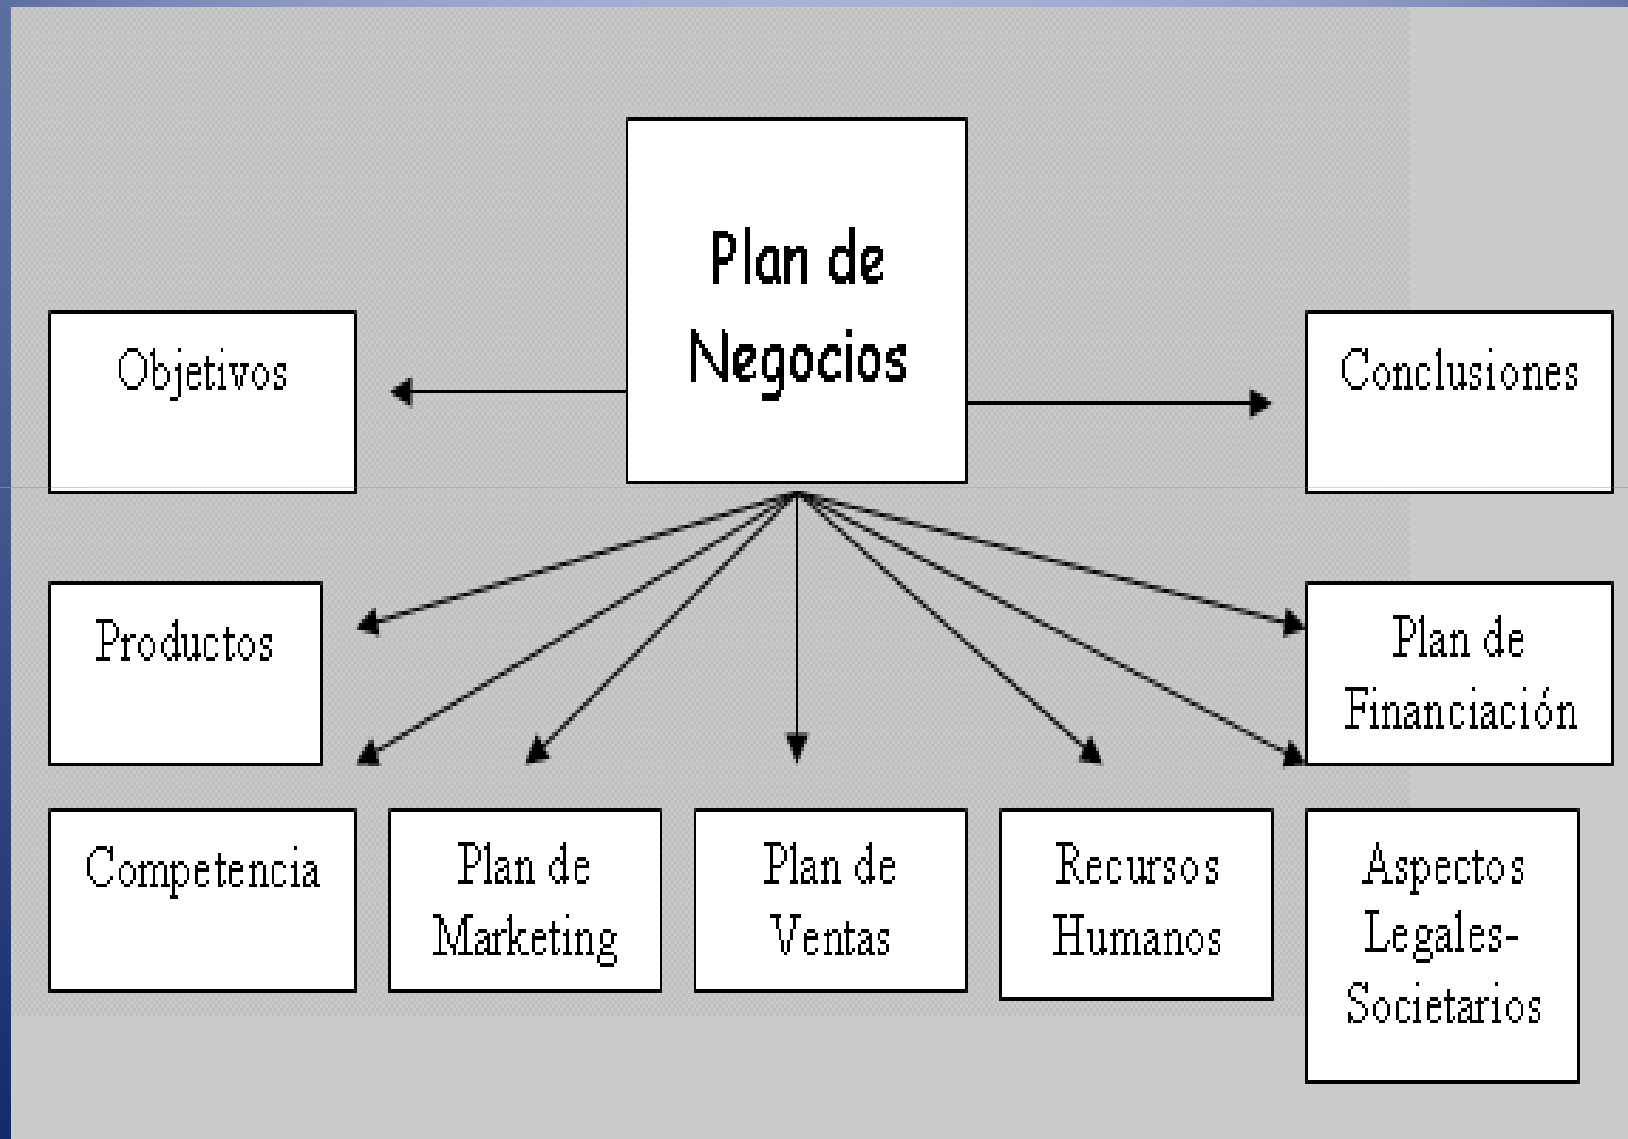 Plan de
Negocios
Objetivos
Conclusiones
Productos
Plan de
Financiación
Competencia
Plan de
Marketing
Plan de
Ventas
Recursos
Humanos
Aspectos
Legales-
Societarios